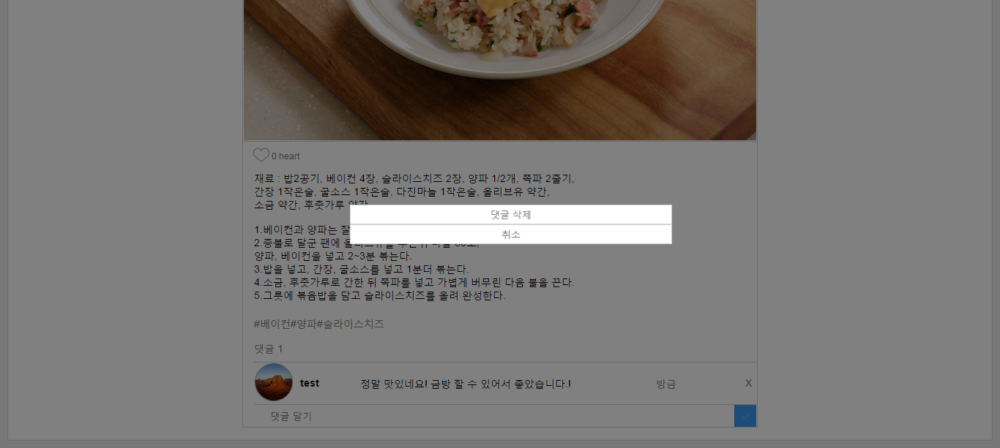 0 heart
재료 : 밥2공기, 베이컨 4장, 슬라이스치즈 2장, 양파 1/2개, 쪽파 2줄기,
간장 1작은술, 굴소스 1작은술, 다진마늘 1작은술, 올리브유 약간,
소금 약간, 후춧가루 약간
댓글 삭제
취소
1.베이컨과 양파는 잘
2.중불로 달군 팬에
양파, 베이컨을 넣고 2~3분 볶는다.
3.밥을 넣고, 간장, 굴소스를 넣고 1분더 볶는다.
4.소금, 후춧가루로 간한 뒤 쪽파를 넣고 가볍게 버무린 다음 불을 끈다.
5.그릇에 볶음밥을 담고 슬라이스치즈를 올려 완성한다.
#베이컨#양파#슬라이스치즈
댓글 1
test 정말 맛있네요! 금방 할 수 있어서 좋았습니다.! 방금 X
댓글 달기